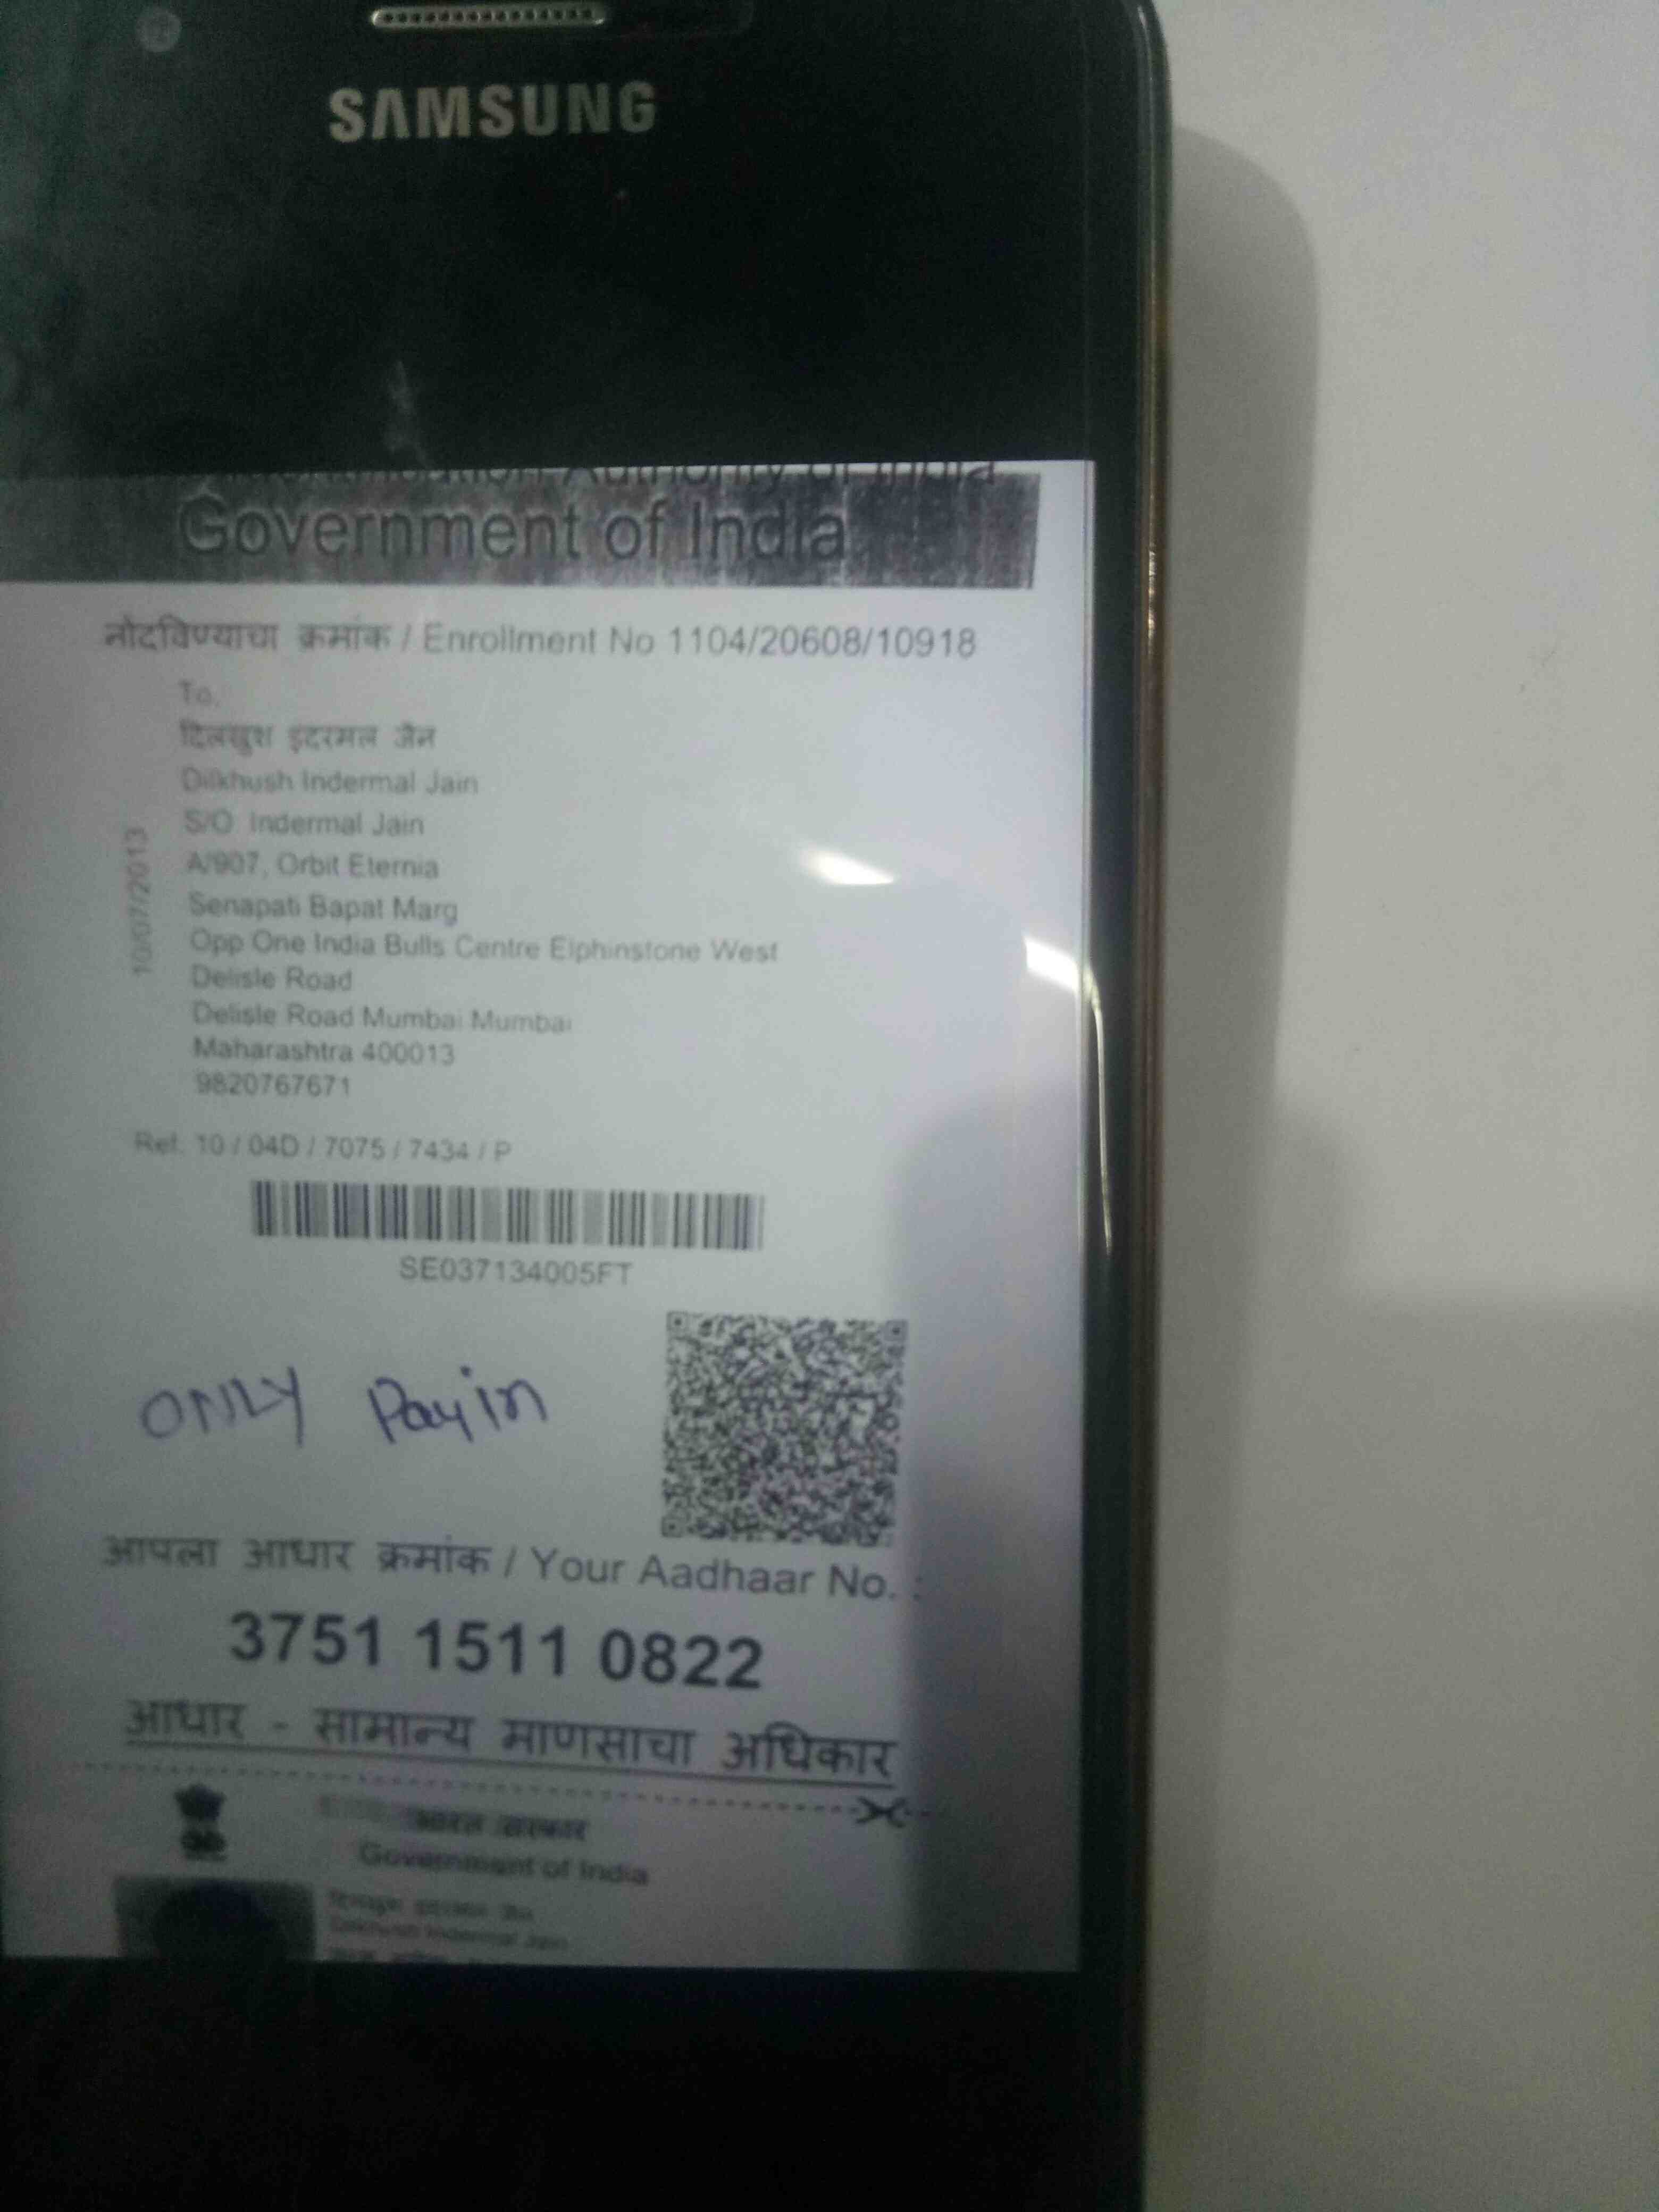 SAMSUNG
Authority of India
Government of India
नोंदविण्याचा क्रमांक / Enrollment No 1104/20608/10918
To,
दिलखुश इंदरमल जैन
Dilkhush Indermal Jain
S/O Indermal Jain
A/907, Orbit Eternia
Senapati Bapat Marg
Opp One India Bulls Centre Elphinstone West
Delisle Road
Delisle Road Mumbai Mumbai
Maharashtra 400013
9820767671
10/07/2013
Ref: 10 / 04D / 7075 / 7434 / P
SE037134005FT
ONLY Payin
आपला आधार क्रमांक / Your Aadhaar No. :
3751 1511 0822
आधार - सामान्य माणसाचा अधिकार
भारत सरकार
Government of India
दिलखुश इंदरमल जैन
Dilkhush Indermal Jain